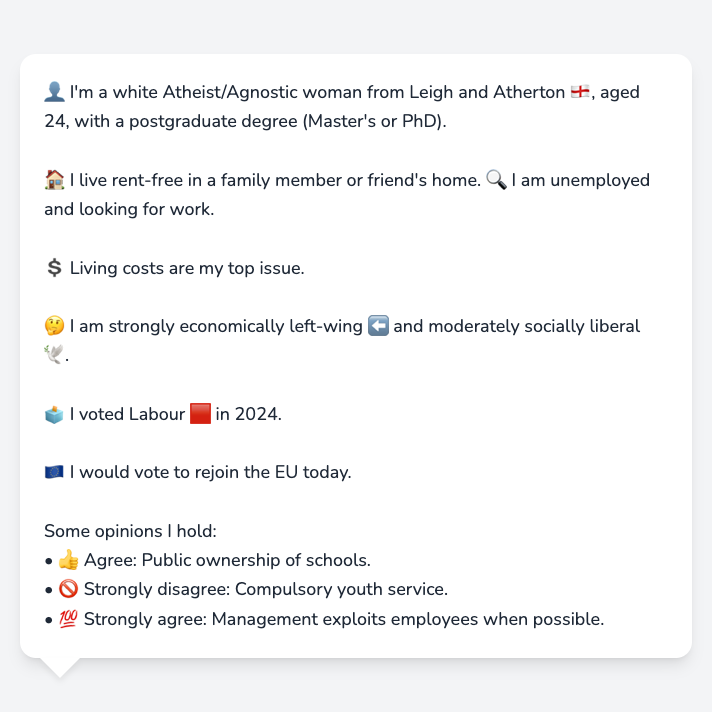 👤 I'm a white Atheist/Agnostic woman from Leigh and Atherton 🏴󠁧󠁢󠁥󠁮󠁧󠁿, aged
24, with a postgraduate degree (Master's or PhD).
🏠 I live rent-free in a family member or friend's home. 🔍 I am unemployed
and looking for work.
💲 Living costs are my top issue.
🤔 I am strongly economically left-wing ⬅️ and moderately socially liberal
🕊️.
🗳️ I voted Labour 🟥 in 2024.
🇪🇺 I would vote to rejoin the EU today.
Some opinions I hold:
• 👍 Agree: Public ownership of schools.
• 🚫 Strongly disagree: Compulsory youth service.
• 💯 Strongly agree: Management exploits employees when possible.